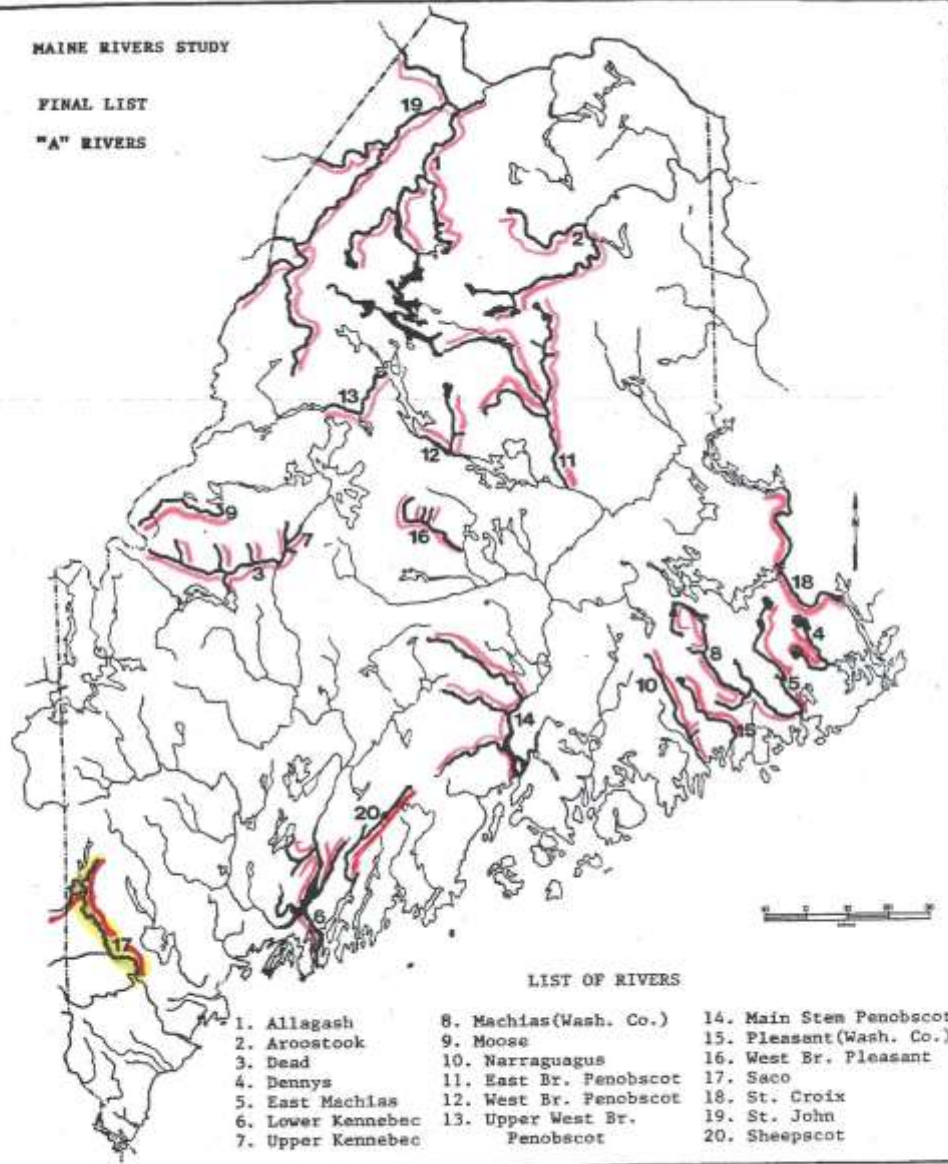 MAINE RIVERS STUDY
FINAL LIST
"A" RIVERS
19
1
2
13
12
11
9
7
3
16
18
4
8
5
10
15
14
20
6
17
N
LIST OF RIVERS
1. Allagash
2. Aroostook
3. Dead
4. Dennys
5. East Machias
6. Lower Kennebec
7. Upper Kennebec
8. Machias(Wash. Co.)
9. Moose
10. Narraguagus
11. East Br. Penobscot
12. West Br. Penobscot
13. Upper West Br.
Penobscot
14. Main Stem Penobscot
15. Pleasant(Wash. Co.)
16. West Br. Pleasant
17. Saco
18. St. Croix
19. St. John
20. Sheepscot